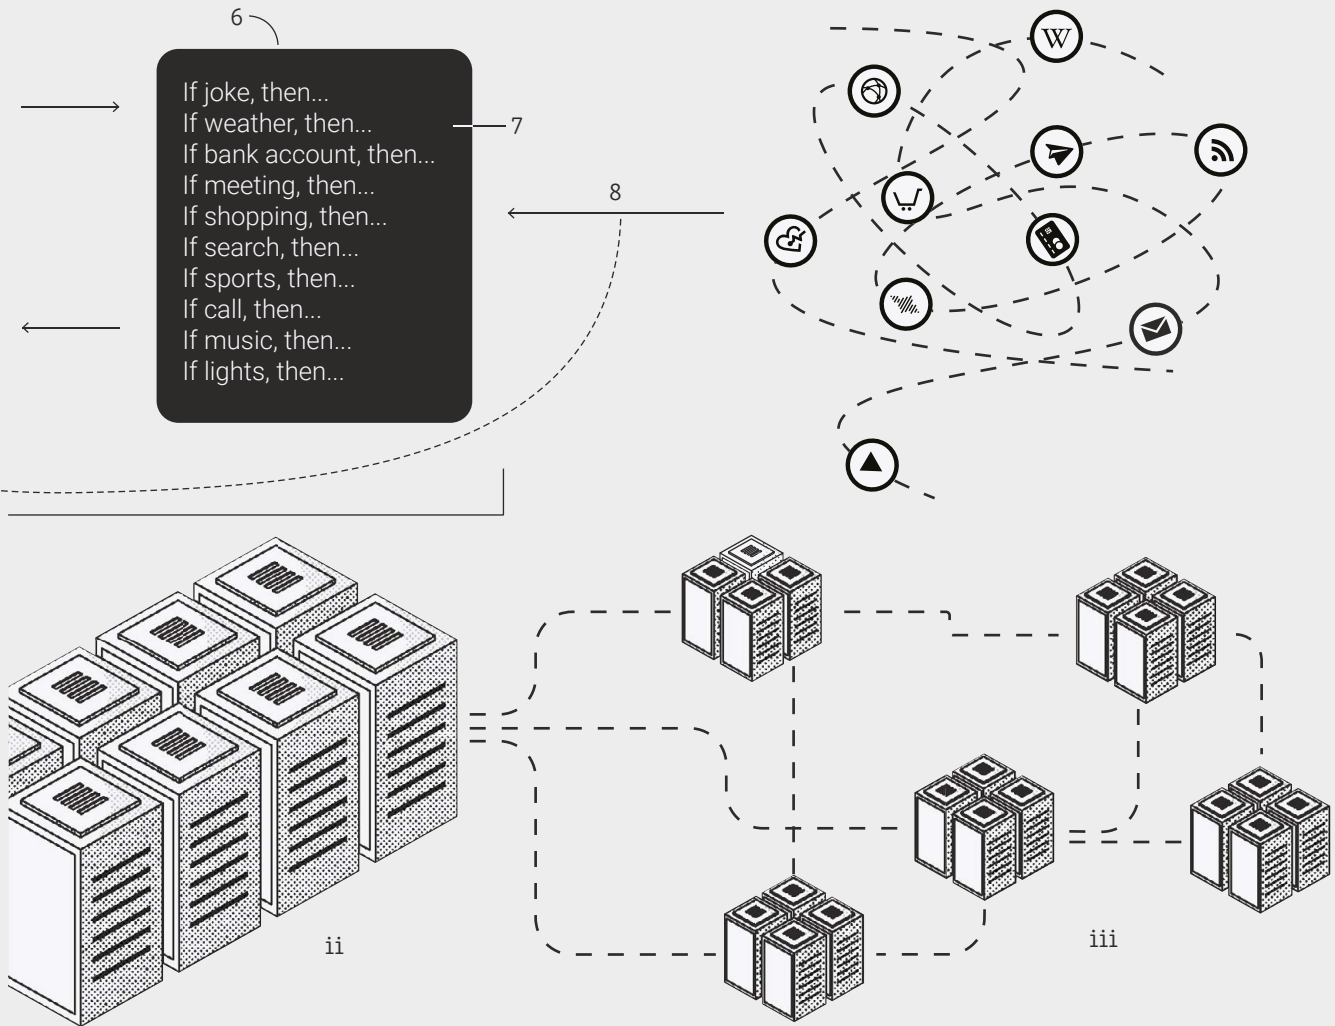 6
If joke, then...
If weather, then...
7
If bank account, then...
If meeting, then...
If shopping, then...
8
If search, then...
If sports, then...
If call, then...
If music, then...
If lights, then...
W
ii
iii